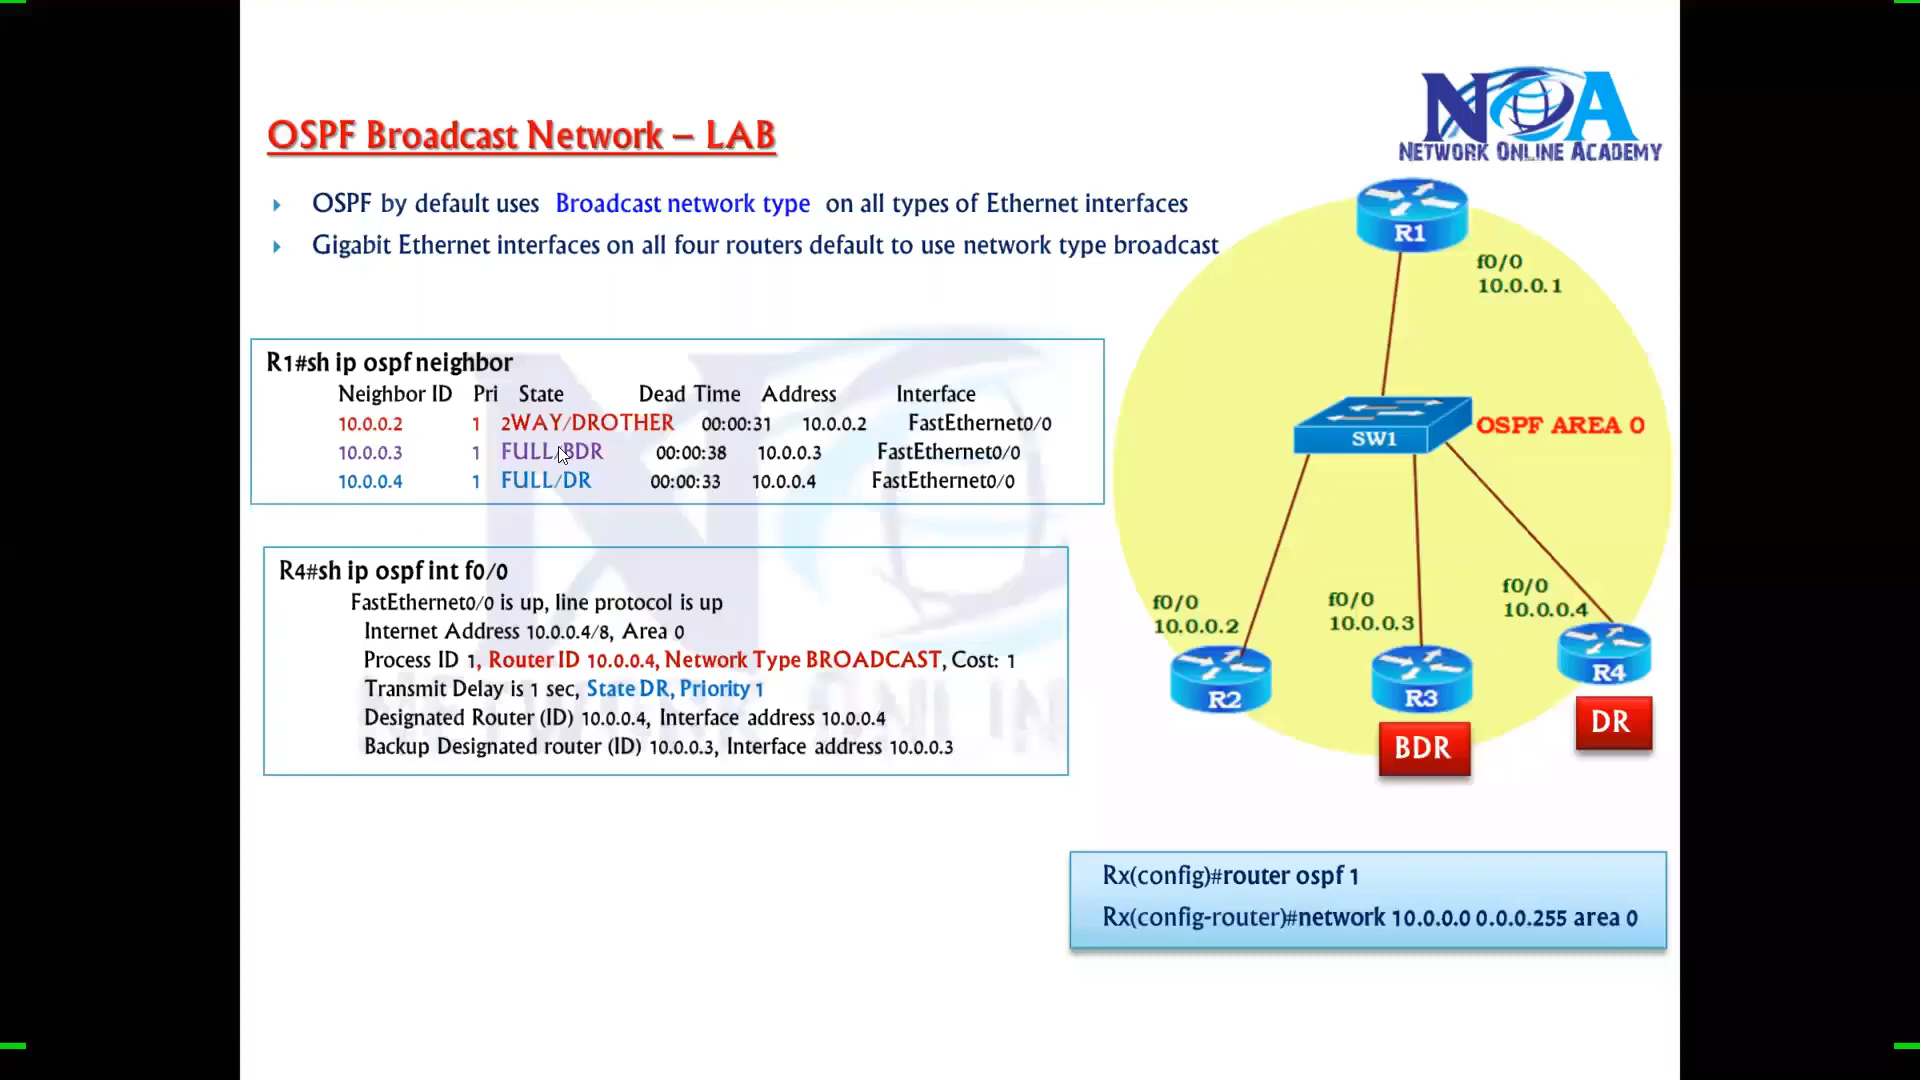 NOA
NETWORK ONLINE ACADEMY
OSPF Broadcast Network – LAB
OSPF by default uses Broadcast network type on all types of Ethernet interfaces
Gigabit Ethernet interfaces on all four routers default to use network type broadcast
R1#sh ip ospf neighbor
Neighbor ID Pri State Dead Time Address Interface
10.0.0.2 1 2WAY/DROTHER 00:00:31 10.0.0.2 FastEthernet0/0
10.0.0.3 1 FULL/BDR 00:00:38 10.0.0.3 FastEthernet0/0
10.0.0.4 1 FULL/DR 00:00:33 10.0.0.4 FastEthernet0/0
R4#sh ip ospf int f0/0
FastEthernet0/0 is up, line protocol is up
Internet Address 10.0.0.4/8, Area 0
Process ID 1, Router ID 10.0.0.4, Network Type BROADCAST, Cost: 1
Transmit Delay is 1 sec, State DR, Priority 1
Designated Router (ID) 10.0.0.4, Interface address 10.0.0.4
Backup Designated router (ID) 10.0.0.3, Interface address 10.0.0.3
NETWORK ONLIN
R1
f0/0
10.0.0.1
SW1
OSPF AREA 0
f0/0
10.0.0.2
R2
f0/0
10.0.0.3
R3
BDR
f0/0
10.0.0.4
R4
DR
Rx(config)#router ospf 1
Rx(config-router)#network 10.0.0.0 0.0.0.255 area 0